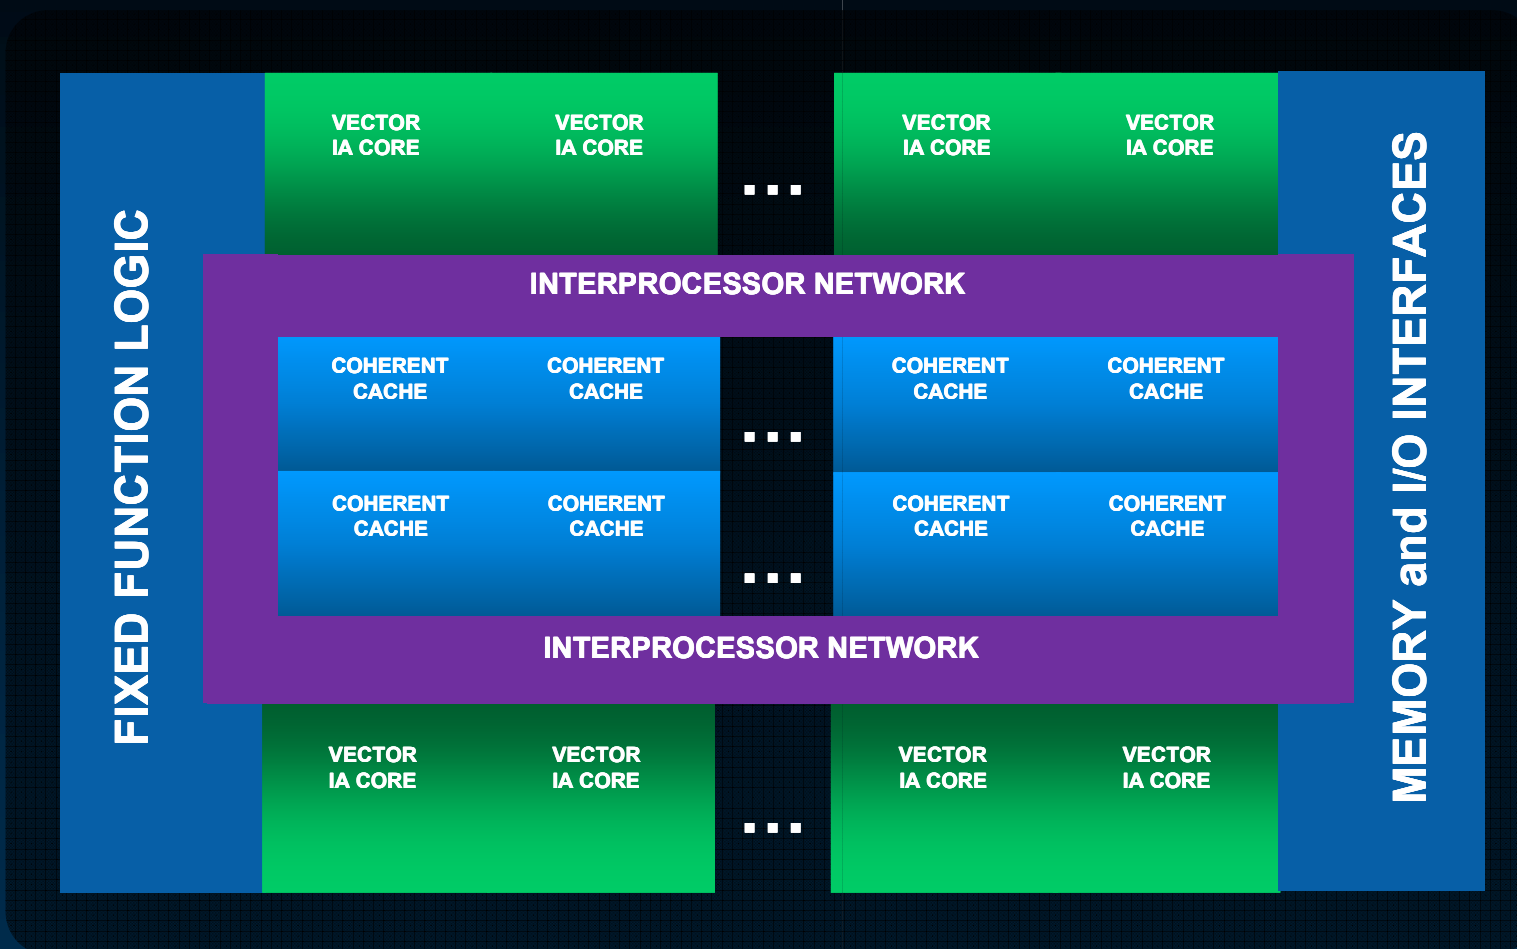 FIXED FUNCTION LOGIC
VECTOR
IA CORE
VECTOR
IA CORE
...
VECTOR
IA CORE
VECTOR
IA CORE
INTERPROCESSOR NETWORK
COHERENT
CACHE
COHERENT
CACHE
...
COHERENT
CACHE
COHERENT
CACHE
COHERENT
CACHE
COHERENT
CACHE
...
COHERENT
CACHE
COHERENT
CACHE
INTERPROCESSOR NETWORK
VECTOR
IA CORE
VECTOR
IA CORE
...
VECTOR
IA CORE
VECTOR
IA CORE
MEMORY and I/O INTERFACES